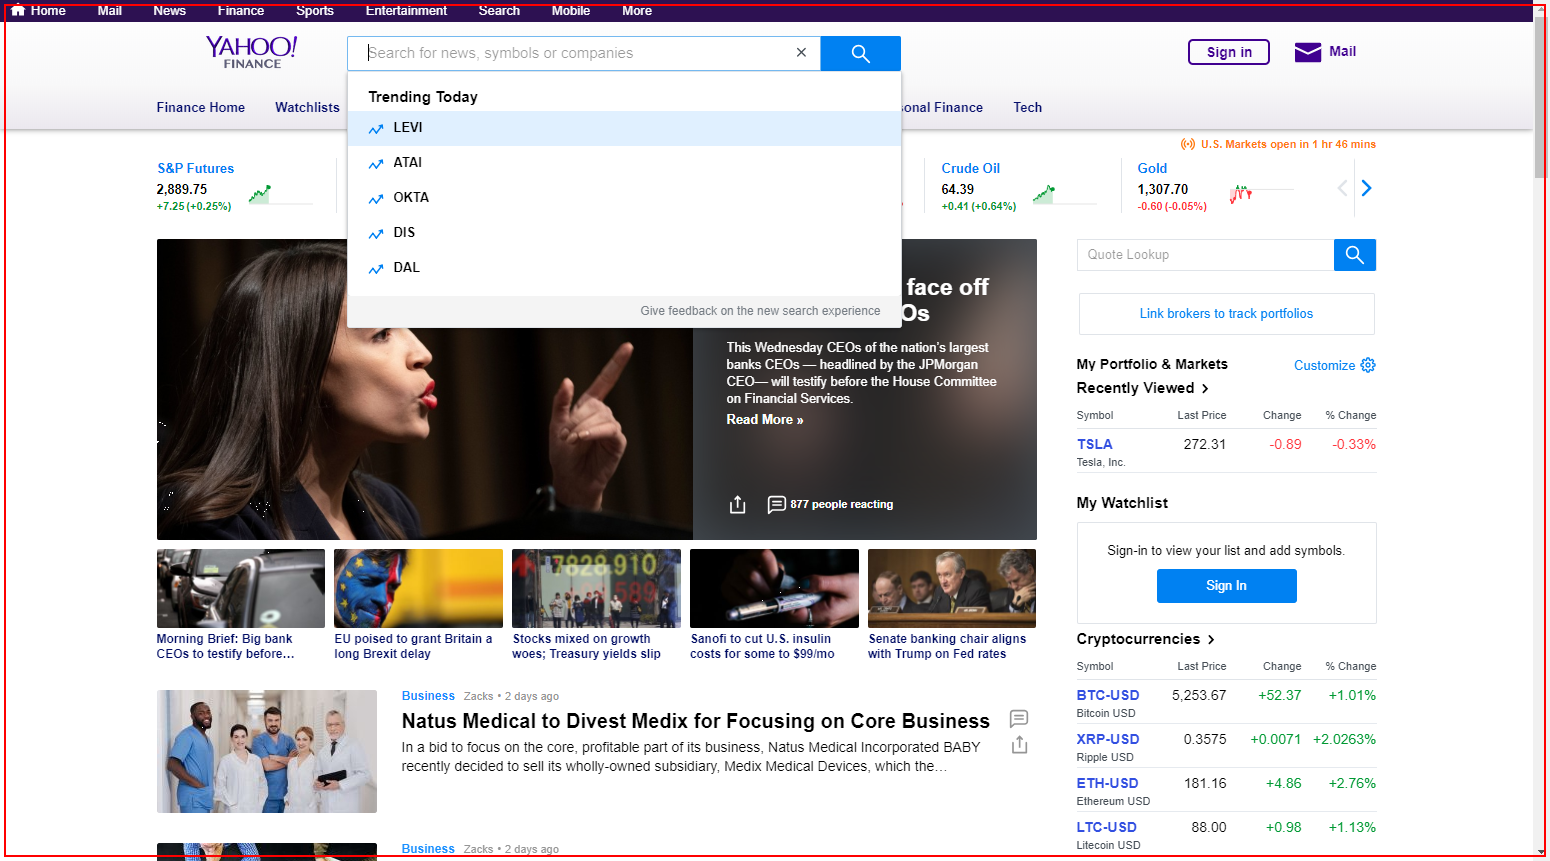 Home Mail News Finance Sports Entertainment Search Mobile More
YAHOO!
FINANCE
Search for news, symbols or companies
Sign in
Mail
Finance Home Watchlists
sonal Finance Tech
Trending Today
LEVI
ATAI
OKTA
DIS
DAL
Give feedback on the new search experience
U.S. Markets open in 1 hr 46 mins
S&P Futures
2,889.75
+7.25 (+0.25%)
Crude Oil
64.39
+0.41 (+0.64%)
Gold
1,307.70
-0.60 (-0.05%)
face off
Os
This Wednesday CEOs of the nation's largest
banks CEOs — headlined by the JPMorgan
CEO— will testify before the House Committee
on Financial Services.
Read More »
877 people reacting
7828.910
589
Morning Brief: Big bank
CEOs to testify before…
EU poised to grant Britain a
long Brexit delay
Stocks mixed on growth
woes; Treasury yields slip
Sanofi to cut U.S. insulin
costs for some to $99/mo
Senate banking chair aligns
with Trump on Fed rates
Business Zacks • 2 days ago
Natus Medical to Divest Medix for Focusing on Core Business
In a bid to focus on the core, profitable part of its business, Natus Medical Incorporated BABY
recently decided to sell its wholly-owned subsidiary, Medix Medical Devices, which the…
Business Zacks • 2 days ago
Quote Lookup
Link brokers to track portfolios
My Portfolio & Markets
Customize
Recently Viewed
Symbol Last Price Change % Change
TSLA 272.31 -0.89 -0.33%
Tesla, Inc.
My Watchlist
Sign-in to view your list and add symbols.
Sign In
Cryptocurrencies
Symbol Last Price Change % Change
BTC-USD 5,253.67 +52.37 +1.01%
Bitcoin USD
XRP-USD 0.3575 +0.0071 +2.0263%
Ripple USD
ETH-USD 181.16 +4.86 +2.76%
Ethereum USD
LTC-USD 88.00 +0.98 +1.13%
Litecoin USD